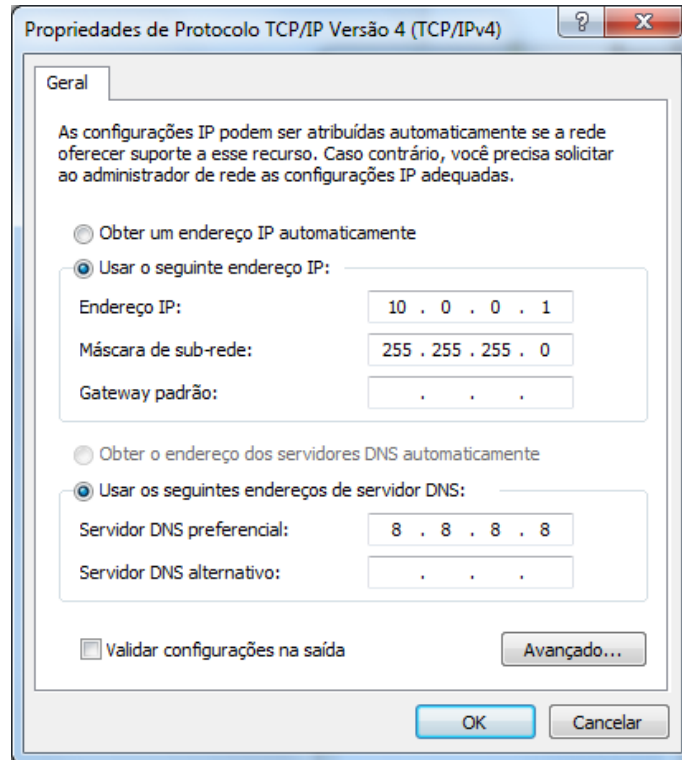 Propriedades de Protocolo TCP/IP Versão 4 (TCP/IPv4)
Geral
As configurações IP podem ser atribuídas automaticamente se a rede
oferecer suporte a esse recurso. Caso contrário, você precisa solicitar
ao administrador de rede as configurações IP adequadas.
Obter um endereço IP automaticamente
Usar o seguinte endereço IP:
Endereço IP: 10 . 0 . 0 . 1
Máscara de sub-rede: 255 . 255 . 255 . 0
Gateway padrão: . . .
Obter o endereço dos servidores DNS automaticamente
Usar os seguintes endereços de servidor DNS:
Servidor DNS preferencial: 8 . 8 . 8 . 8
Servidor DNS alternativo: . . .
Validar configurações na saída Avançado...
OK Cancelar